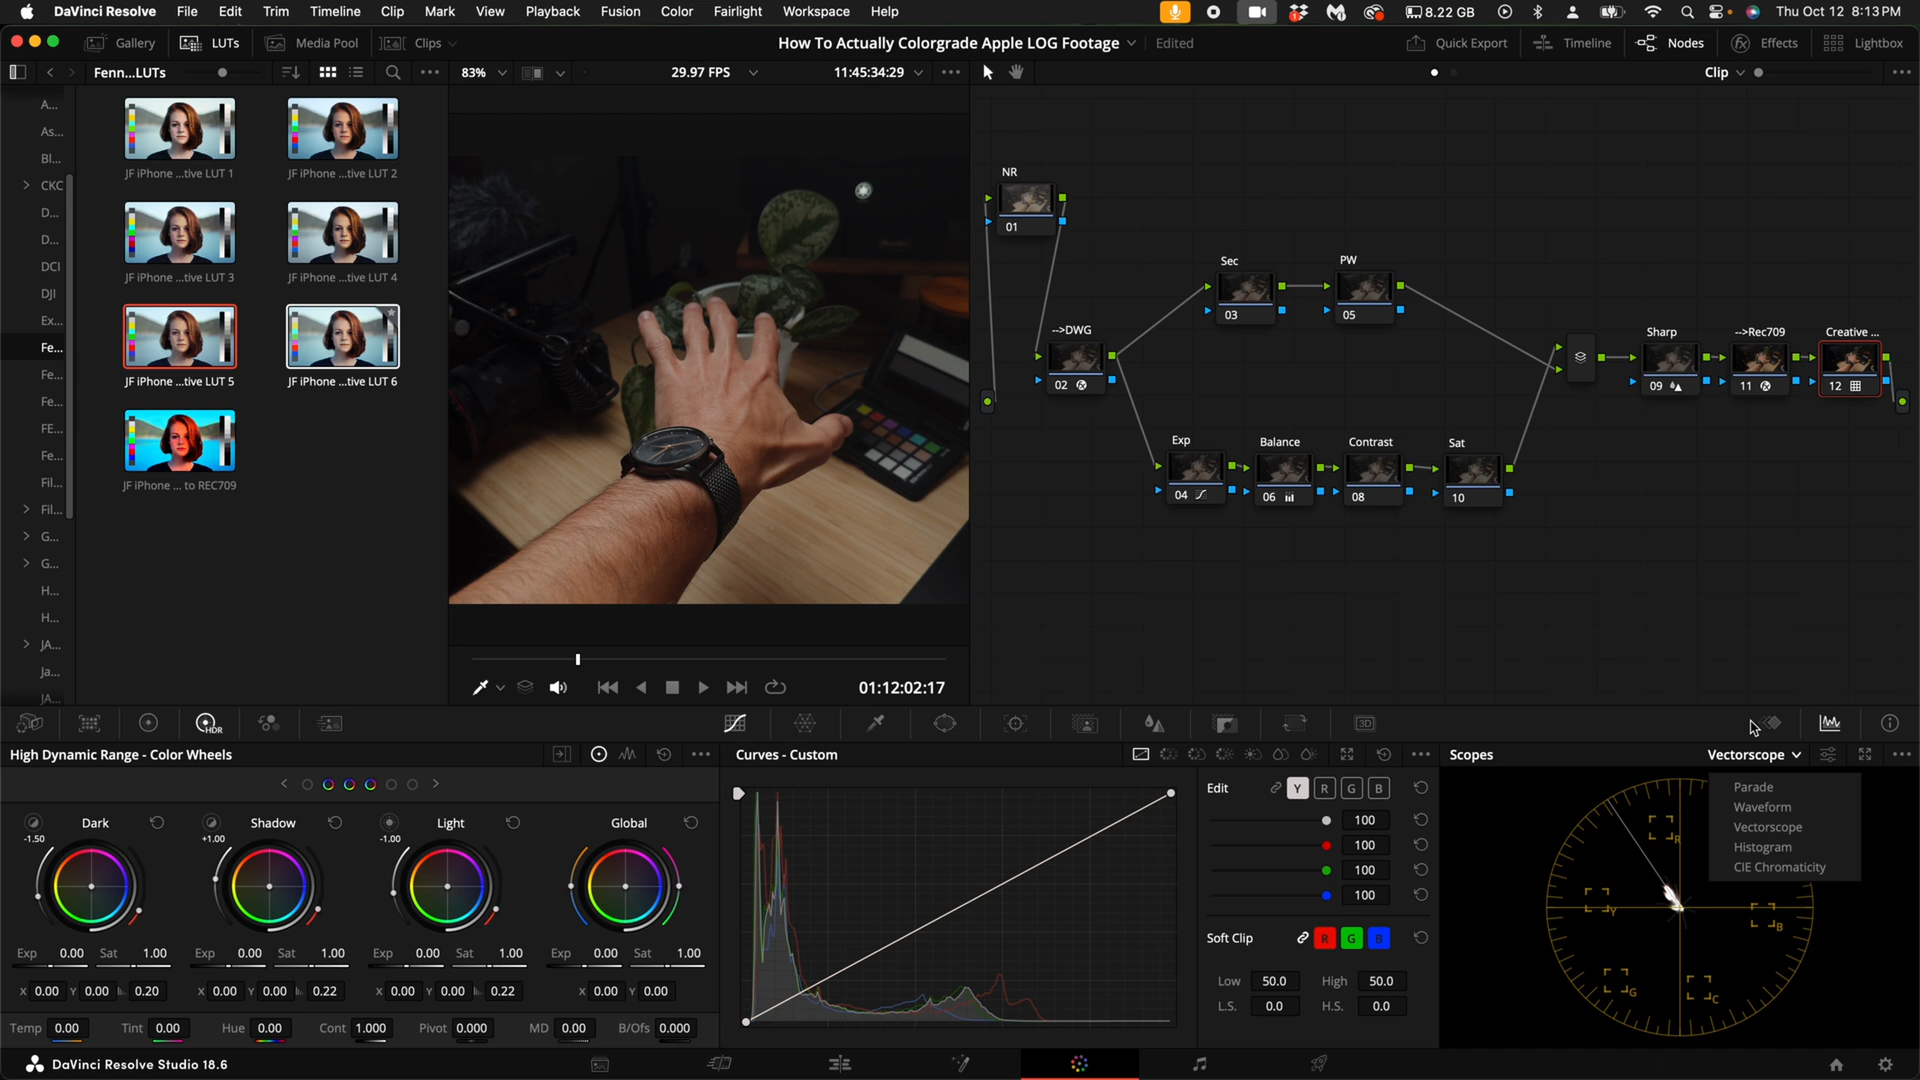 DaVinci Resolve File Edit Trim Timeline Clip Mark View Playback Fusion Color Fairlight Workspace Help 8.22 GB Thu Oct 12 8:13 PM
Gallery LUTs Media Pool Clips How To Actually Colorgrade Apple LOG Footage Edited Quick Export Timeline Nodes Effects Lightbox
Fenn...LUTs 83% 29.97 FPS 11:45:34:29 Clip
A...
As...
Bl...
CKC
D...
D...
DCI
DJI
Ex...
Fe...
Fe...
Fe...
FE...
Fe...
Fil...
Fil...
G...
G...
H...
H...
JA...
Ja...
JA...
JF iPhone ...tive LUT 1
JF iPhone ...tive LUT 2
JF iPhone ...tive LUT 3
JF iPhone ...tive LUT 4
JF iPhone ...tive LUT 5
JF iPhone ...tive LUT 6
JF iPhone ... to REC709
NR
01
Sec
03
PW
05
-->DWG
02
Sharp
09
-->Rec709
11
Creative ...
12
Exp
04
Balance
06
Contrast
08
Sat
10
01:12:02:17
HDR
3D
High Dynamic Range - Color Wheels
Dark Shadow Light Global
-1.50 +1.00 -1.00
Exp 0.00 Sat 1.00 Exp 0.00 Sat 1.00 Exp 0.00 Sat 1.00 Exp 0.00 Sat 1.00
X 0.00 Y 0.00 0.20 X 0.00 Y 0.00 0.22 X 0.00 Y 0.00 0.22 X 0.00 Y 0.00
Temp 0.00 Tint 0.00 Hue 0.00 Cont 1.000 Pivot 0.000 MD 0.00 B/Ofs 0.000
Curves - Custom
Edit Y R G B
100
100
100
100
Soft Clip R G B
Low 50.0 High 50.0
L.S. 0.0 H.S. 0.0
Scopes Vectorscope
Parade
Waveform
Vectorscope
Histogram
CIE Chromaticity
R
Y
B
G
C
DaVinci Resolve Studio 18.6